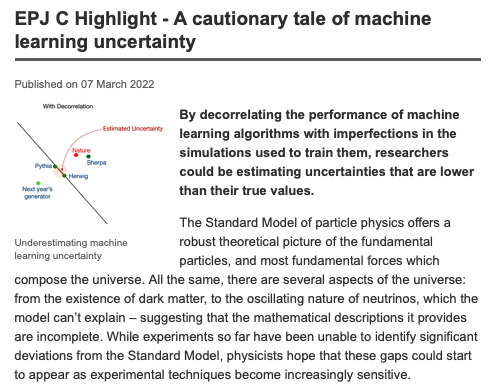 EPJ C Highlight - A cautionary tale of machine
learning uncertainty
Published on 07 March 2022
With Decorrelation
Estimated Uncertainty
Nature
Sherpa
Pythia
Herwig
Next year's
generator
Underestimating machine
learning uncertainty
By decorrelating the performance of machine
learning algorithms with imperfections in the
simulations used to train them, researchers
could be estimating uncertainties that are lower
than their true values.
The Standard Model of particle physics offers a
robust theoretical picture of the fundamental
particles, and most fundamental forces which
compose the universe. All the same, there are several aspects of the universe:
from the existence of dark matter, to the oscillating nature of neutrinos, which the
model can't explain – suggesting that the mathematical descriptions it provides
are incomplete. While experiments so far have been unable to identify significant
deviations from the Standard Model, physicists hope that these gaps could start
to appear as experimental techniques become increasingly sensitive.